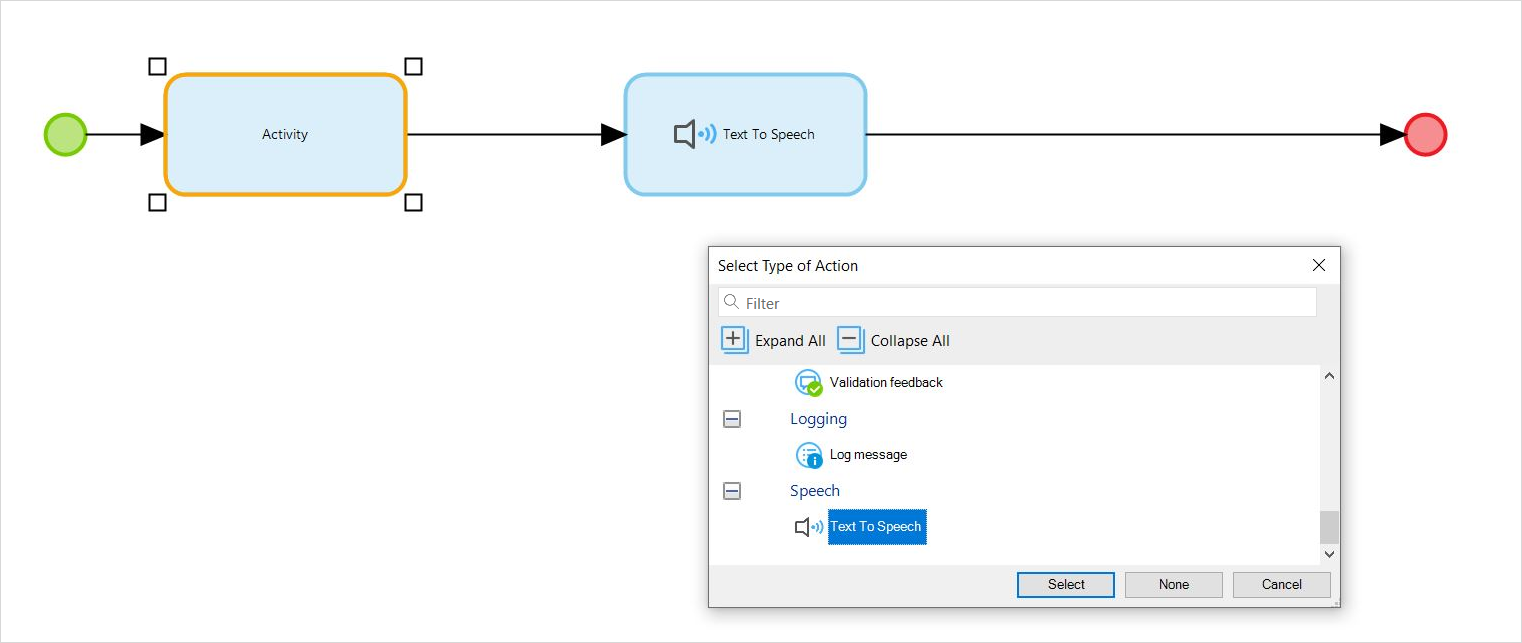 Activity
Text To Speech
Select Type of Action
Filter
Expand All Collapse All
Validation feedback
Logging
Log message
Speech
Text To Speech
Select None Cancel